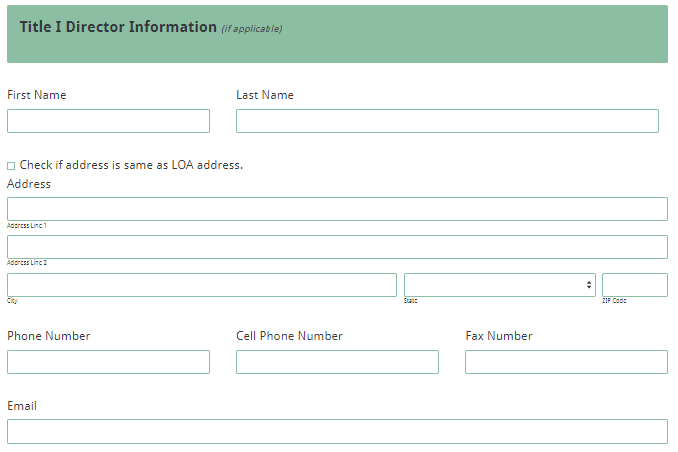 Title I Director Information (if applicable)
First Name Last Name
Check if address is same as LOA address.
Address
Address Line 1
Address Line 2
City State ZIP Code
Phone Number Cell Phone Number Fax Number
Email